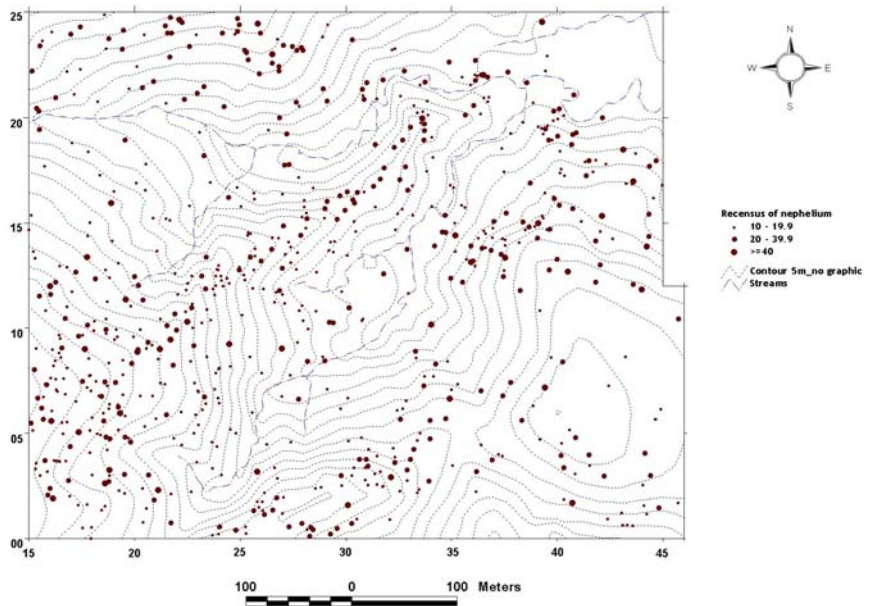 25
20
15
10
05
00
15
20
25
30
35
40
45
N
W E
S
Recensus of nephelium
10 - 19.9
20 - 39.9
>=40
Contour 5m_no graphic
Streams
100 0 100 Meters